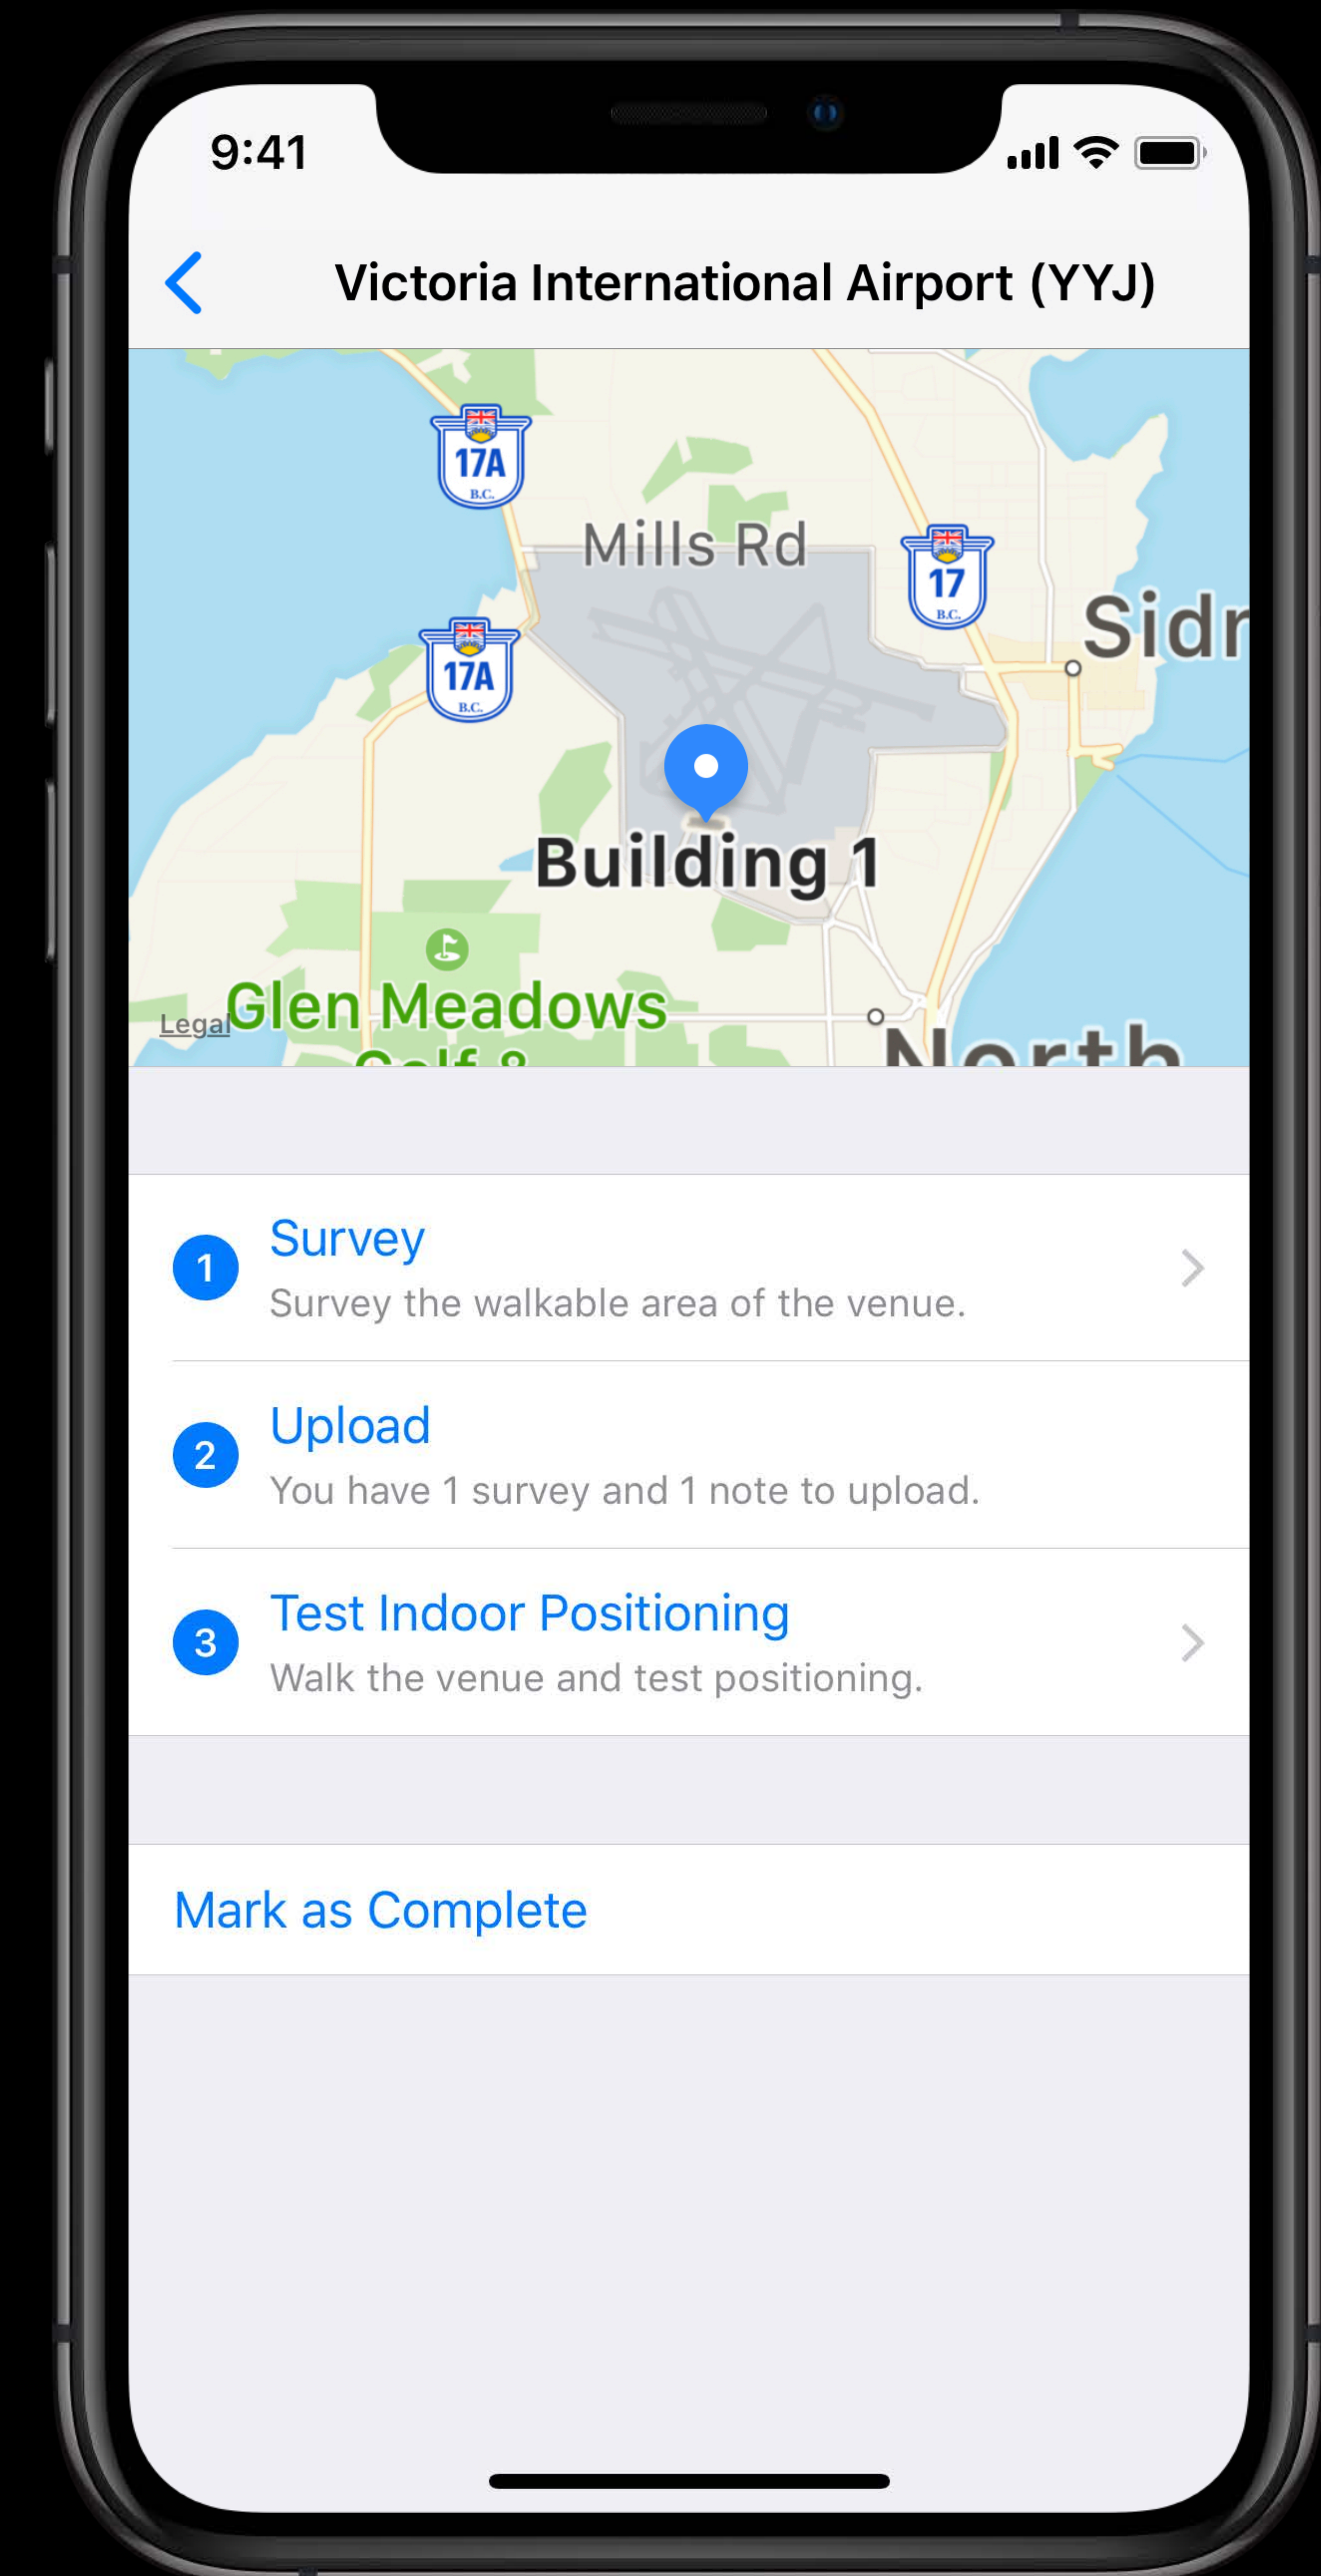 9:41
Victoria International Airport (YYJ)
17A
B.C.
Mills Rd
17
B.C.
Sidr
17A
B.C.
Building 1
Glen Meadows
Legal
Golf &
North
1
Survey
Survey the walkable area of the venue.
2
Upload
You have 1 survey and 1 note to upload.
3
Test Indoor Positioning
Walk the venue and test positioning.
Mark as Complete